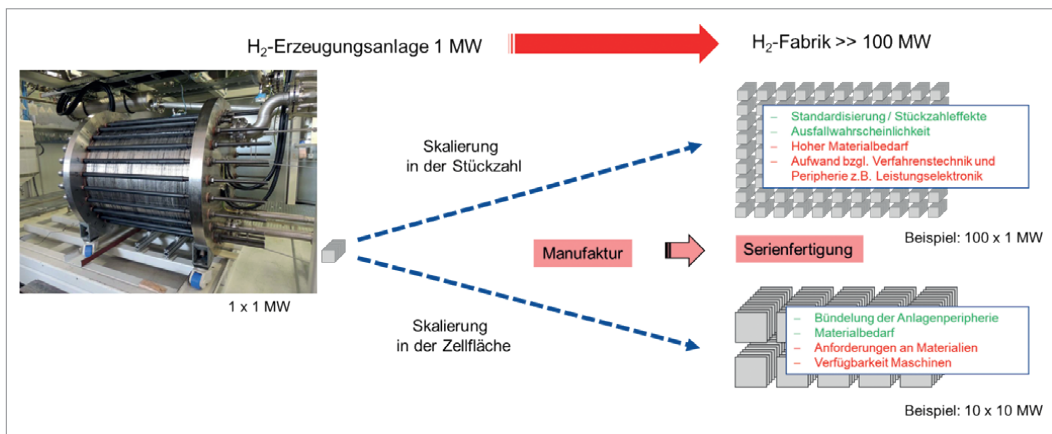 H₂-Erzeugungsanlage 1 MW
H₂-Fabrik >> 100 MW
1 x 1 MW
Skalierung
in der Stückzahl
– Standardisierung / Stückzahleffekte
– Ausfallwahrscheinlichkeit
– Hoher Materialbedarf
– Aufwand bzgl. Verfahrenstechnik und
Peripherie z.B. Leistungselektronik
Beispiel: 100 x 1 MW
Manufaktur
Serienfertigung
Skalierung
in der Zellfläche
– Bündelung der Anlagenperipherie
– Materialbedarf
– Anforderungen an Materialien
– Verfügbarkeit Maschinen
Beispiel: 10 x 10 MW